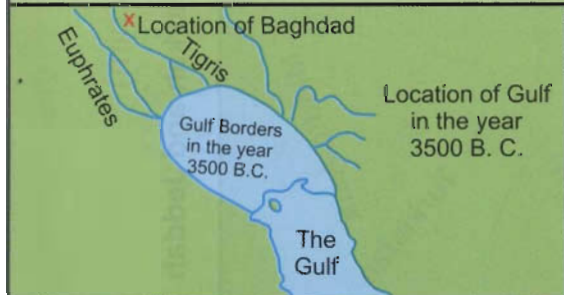 x Location of Baghdad
Euphrates
Tigris
Gulf Borders
in the year
3500 B.C.
Location of Gulf
in the year
3500 B. C.
The
Gulf